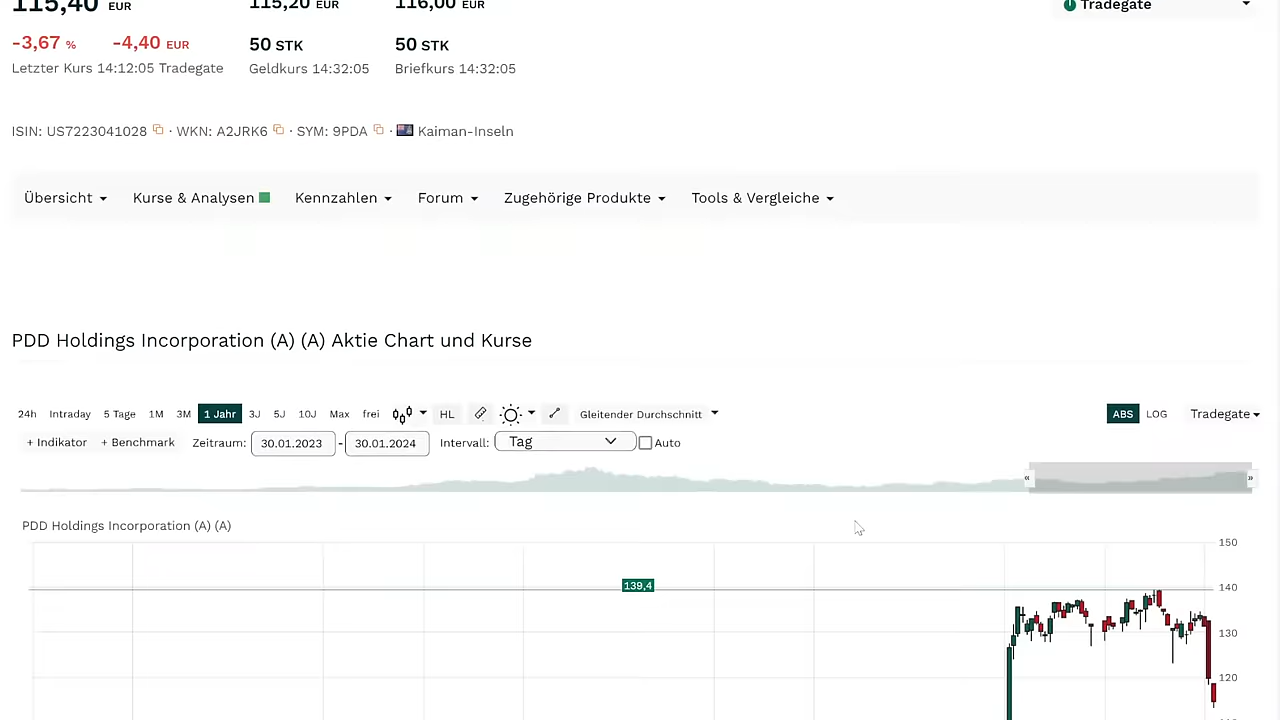 115,40 EUR 115,20 EUR 116,00 EUR Tradegate
-3,67 % -4,40 EUR 50 STK 50 STK
Letzter Kurs 14:12:05 Tradegate Geldkurs 14:32:05 Briefkurs 14:32:05
ISIN: US7223041028 · WKN: A2JRK6 · SYM: 9PDA · Kaiman-Inseln
Übersicht Kurse & Analysen Kennzahlen Forum Zugehörige Produkte Tools & Vergleiche
PDD Holdings Incorporation (A) (A) Aktie Chart und Kurse
24h Intraday 5 Tage 1M 3M 1 Jahr 3J 5J 10J Max frei HL Gleitender Durchschnitt ABS LOG Tradegate
+ Indikator + Benchmark Zeitraum: 30.01.2023 - 30.01.2024 Intervall: Tag Auto
« »
PDD Holdings Incorporation (A) (A)
150
139,4 140
130
120